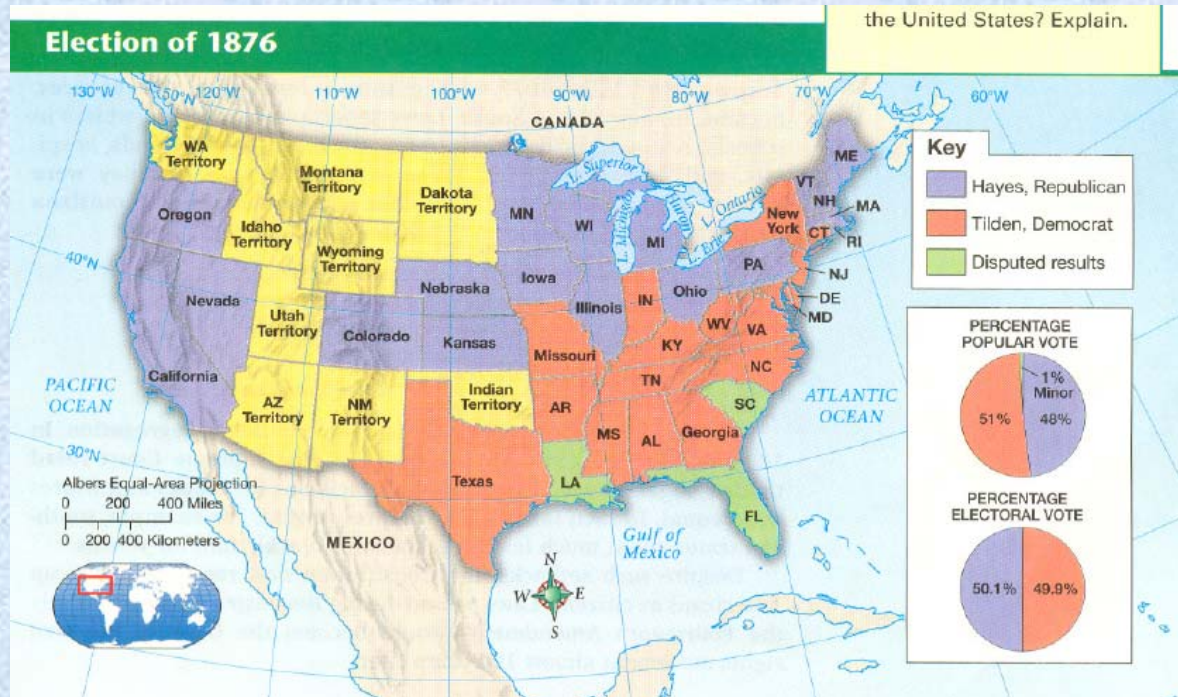 the United States? Explain.
Election of 1876
130°W
50°N
120°W
110°W
100°W
90°W
80°W
70°W
60°W
CANADA
WA
Territory
Montana
Territory
Dakota
Territory
MN
L. Superior
ME
VT
NH
MA
Oregon
Idaho
Territory
Wyoming
Territory
WI
L. Michigan
L. Huron
L. Ontario
L. Erie
MI
New
York
CT
RI
40°N
Nevada
Utah
Territory
Nebraska
Iowa
Illinois
IN
Ohio
PA
NJ
DE
MD
Colorado
Kansas
Missouri
WV
VA
KY
California
NC
TN
PACIFIC
OCEAN
AZ
Territory
NM
Territory
Indian
Territory
AR
SC
ATLANTIC
OCEAN
MS
AL
Georgia
30°N
Texas
LA
FL
Albers Equal-Area Projection
0 200 400 Miles
0 200 400 Kilometers
MEXICO
Gulf of
Mexico
N
W
E
S
Key
Hayes, Republican
Tilden, Democrat
Disputed results
PERCENTAGE
POPULAR VOTE
1%
Minor
51%
48%
PERCENTAGE
ELECTORAL VOTE
50.1%
49.9%